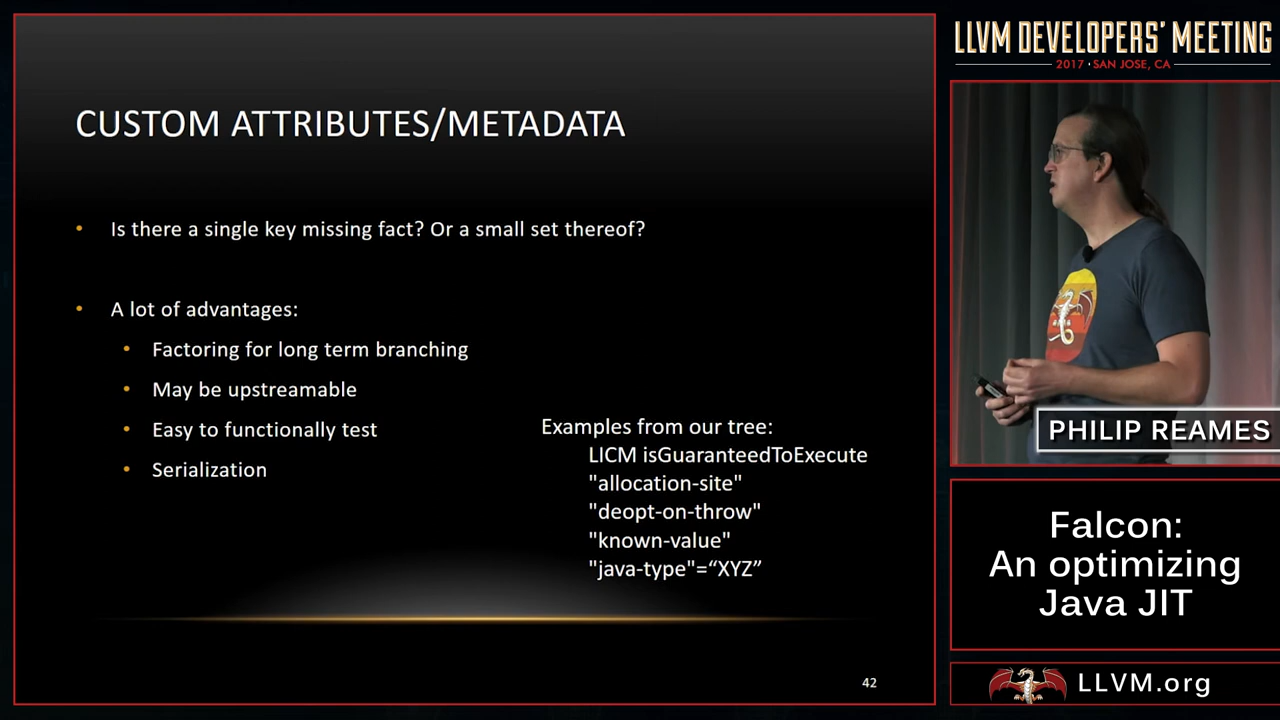 CUSTOM ATTRIBUTES/METADATA
• Is there a single key missing fact? Or a small set thereof?
• A lot of advantages:
• Factoring for long term branching
• May be upstreamable
• Easy to functionally test
• Serialization
Examples from our tree:
LICM isGuaranteedToExecute
"allocation-site"
"deopt-on-throw"
"known-value"
"java-type"=“XYZ”
42
LLVM DEVELOPERS' MEETING
2017 • SAN JOSE, CA
PHILIP REAMES
Falcon:
An optimizing
Java JIT
LLVM.org